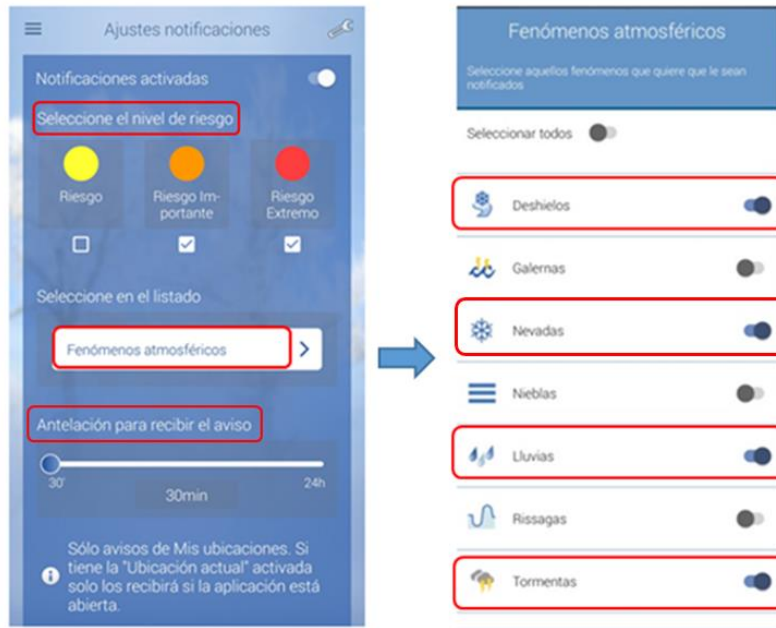 Ajustes notificaciones
Notificaciones activadas
Seleccione el nivel de riesgo
Riesgo
Riesgo Im-
portante
Riesgo
Extremo
Seleccione en el listado
Fenómenos atmosféricos
Antelación para recibir el aviso
30'
24h
30min
Sólo avisos de Mis ubicaciones. Si
tiene la "Ubicación actual" activada
solo los recibirá si la aplicación está
abierta.
Fenómenos atmosféricos
Seleccione aquellos fenómenos que quiere que le sean
notificados
Seleccionar todos
Deshielos
Galernas
Nevadas
Nieblas
Lluvias
Rissagas
Tormentas